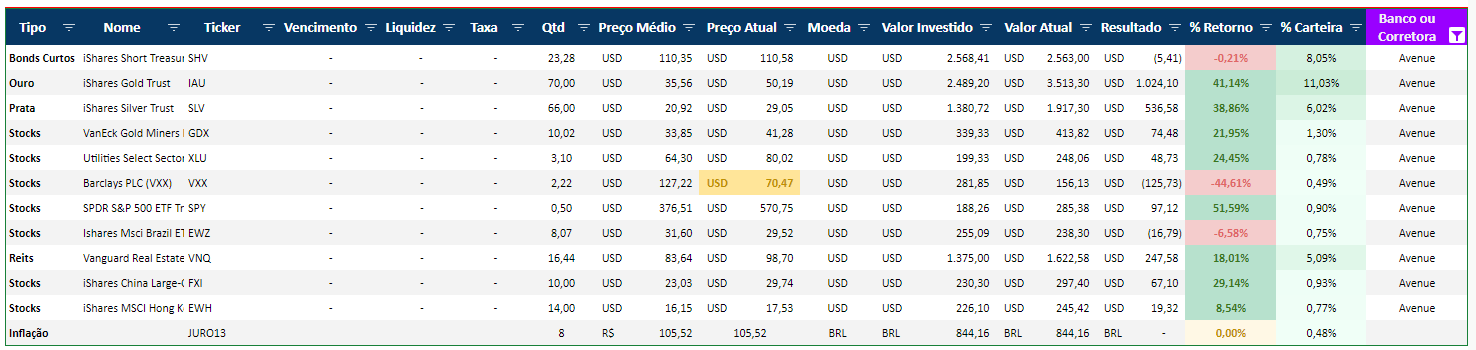 Tipo Nome Ticker Vencimento Liquidez Taxa Qtd Preço Médio Preço Atual Moeda Valor Investido Valor Atual Resultado % Retorno % Carteira Banco ou Corretora
Bonds Curtos iShares Short Treasur SHV - - - 23,28 USD 110,35 USD 110,58 USD USD 2.568,41 USD 2.563,00 USD (5,41) -0,21% 8,05% Avenue
Ouro iShares Gold Trust IAU - - - 70,00 USD 35,56 USD 50,19 USD USD 2.489,20 USD 3.513,30 USD 1.024,10 41,14% 11,03% Avenue
Prata iShares Silver Trust SLV - - - 66,00 USD 20,92 USD 29,05 USD USD 1.380,72 USD 1.917,30 USD 536,58 38,86% 6,02% Avenue
Stocks VanEck Gold Miners GDX - - - 10,02 USD 33,85 USD 41,28 USD USD 339,33 USD 413,82 USD 74,48 21,95% 1,30% Avenue
Stocks Utilities Select Sector XLU - - - 3,10 USD 64,30 USD 80,02 USD USD 199,33 USD 248,06 USD 48,73 24,45% 0,78% Avenue
Stocks Barclays PLC (VXX) VXX - - - 2,22 USD 127,22 USD 70,47 USD USD 281,85 USD 156,13 USD (125,73) -44,61% 0,49% Avenue
Stocks SPDR S&P 500 ETF Tr SPY - - - 0,50 USD 376,51 USD 570,75 USD USD 188,26 USD 285,38 USD 97,12 51,59% 0,90% Avenue
Stocks Ishares Msci Brazil ET EWZ - - - 8,07 USD 31,60 USD 29,52 USD USD 255,09 USD 238,30 USD (16,79) -6,58% 0,75% Avenue
Reits Vanguard Real Estate VNQ - - - 16,44 USD 83,64 USD 98,70 USD USD 1.375,00 USD 1.622,58 USD 247,58 18,01% 5,09% Avenue
Stocks iShares China Large-C FXI - - - 10,00 USD 23,03 USD 29,74 USD USD 230,30 USD 297,40 USD 67,10 29,14% 0,93% Avenue
Stocks iShares MSCI Hong K EWH - - - 14,00 USD 16,15 USD 17,53 USD USD 226,10 USD 245,42 USD 19,32 8,54% 0,77% Avenue
Inflação JURO13 - - - 8 R$ 105,52 105,52 BRL BRL 844,16 BRL 844,16 BRL - 0,00% 0,48%